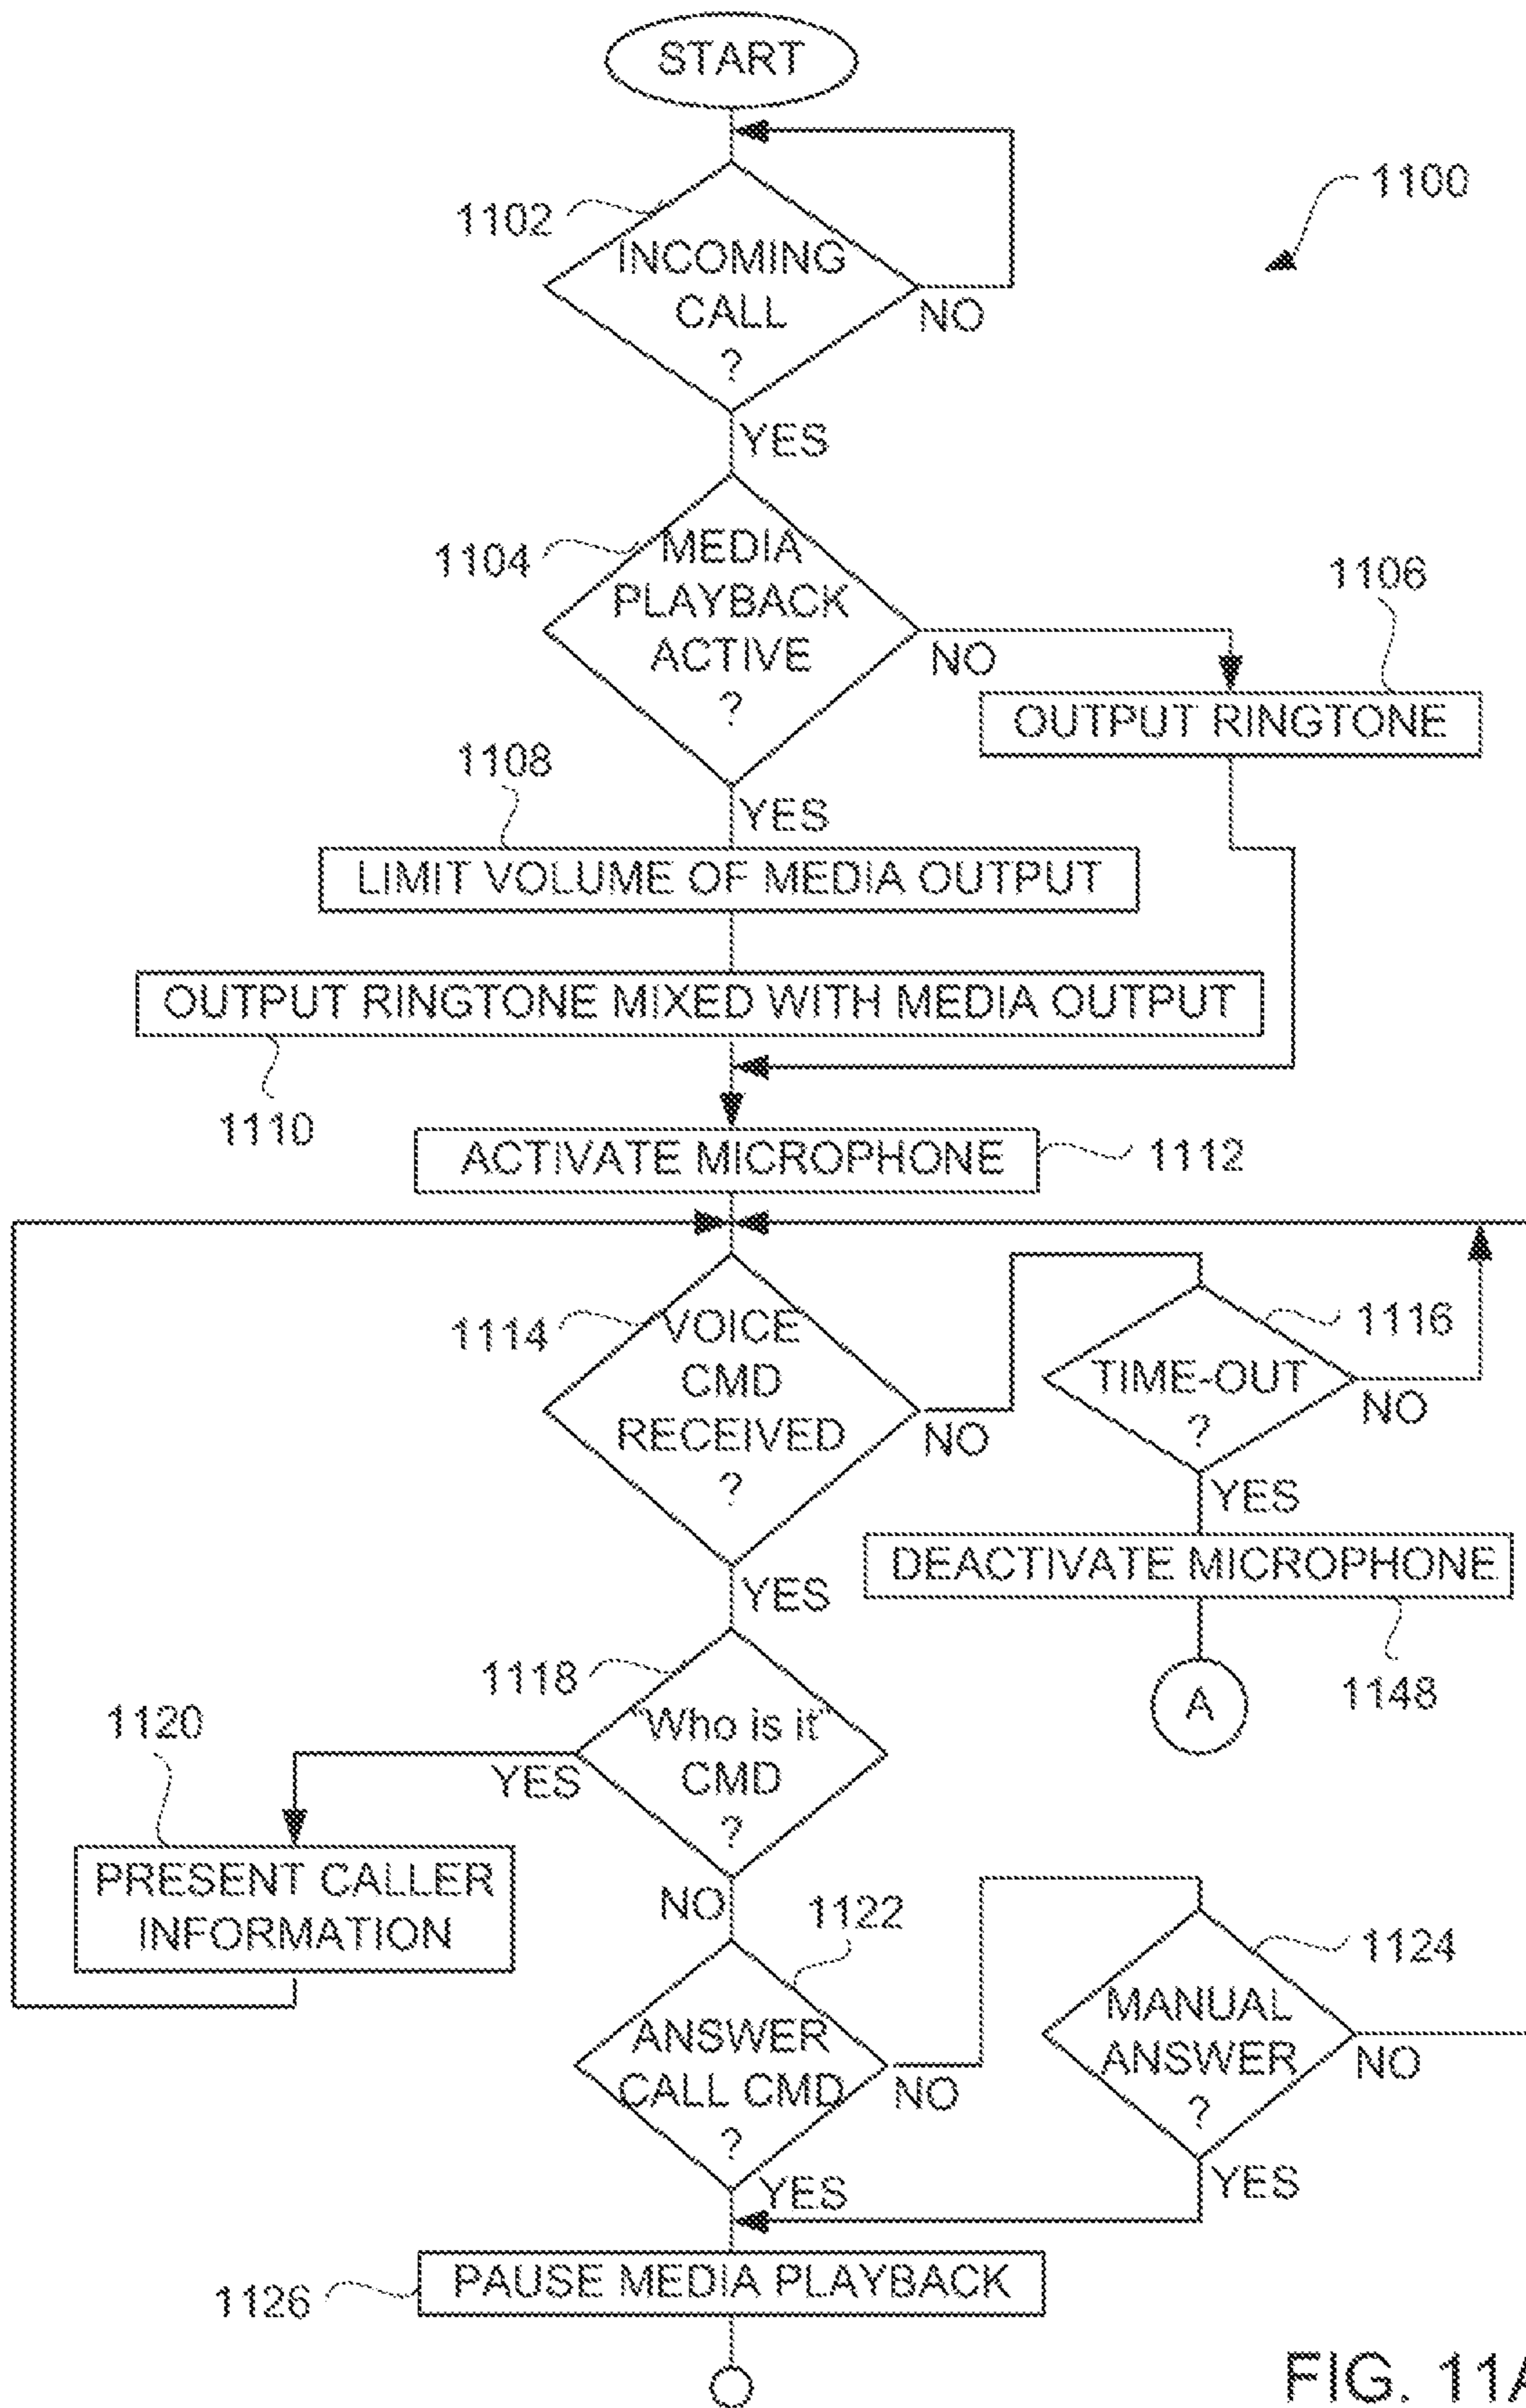 START
1100
1102
INCOMING
CALL
?
NO
YES
1104
MEDIA
PLAYBACK
ACTIVE
?
NO
1106
OUTPUT RINGTONE
1108
YES
LIMIT VOLUME OF MEDIA OUTPUT
OUTPUT RINGTONE MIXED WITH MEDIA OUTPUT
1110
ACTIVATE MICROPHONE
1112
1114
VOICE
CMD
RECEIVED
?
NO
1116
TIME-OUT
?
NO
YES
YES
DEACTIVATE MICROPHONE
1148
A
1118
"Who is it"
CMD
?
YES
1120
PRESENT CALLER
INFORMATION
NO
1122
ANSWER
CALL CMD
?
NO
1124
MANUAL
ANSWER
?
NO
YES
YES
PAUSE MEDIA PLAYBACK
1126
FIG. 11A